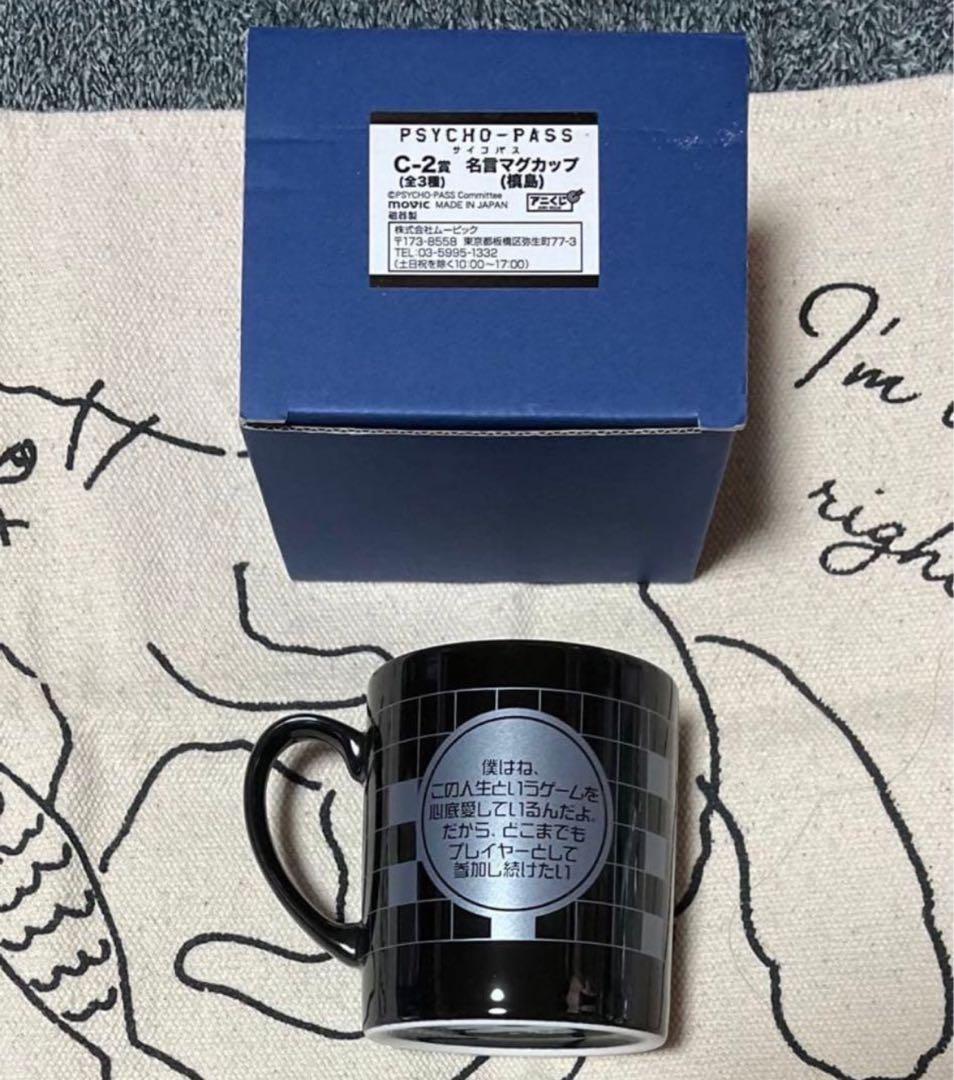 PSYCHO-PASS
サイコパス
C-2賞 名言マグカップ
(全3種) (槙島)
©PSYCHO-PASS Committee
movic MADE IN JAPAN
アニくじ
磁器製
株式会社ムービック
〒173-8558 東京都板橋区弥生町77-3
TEL:03-5995-1332
(土日祝を除く10:00～17:00)
I'm
right
僕はね、
この人生というゲームを
心底愛しているんだよ。
だから、どこまでも
プレイヤーとして
参加し続けたい